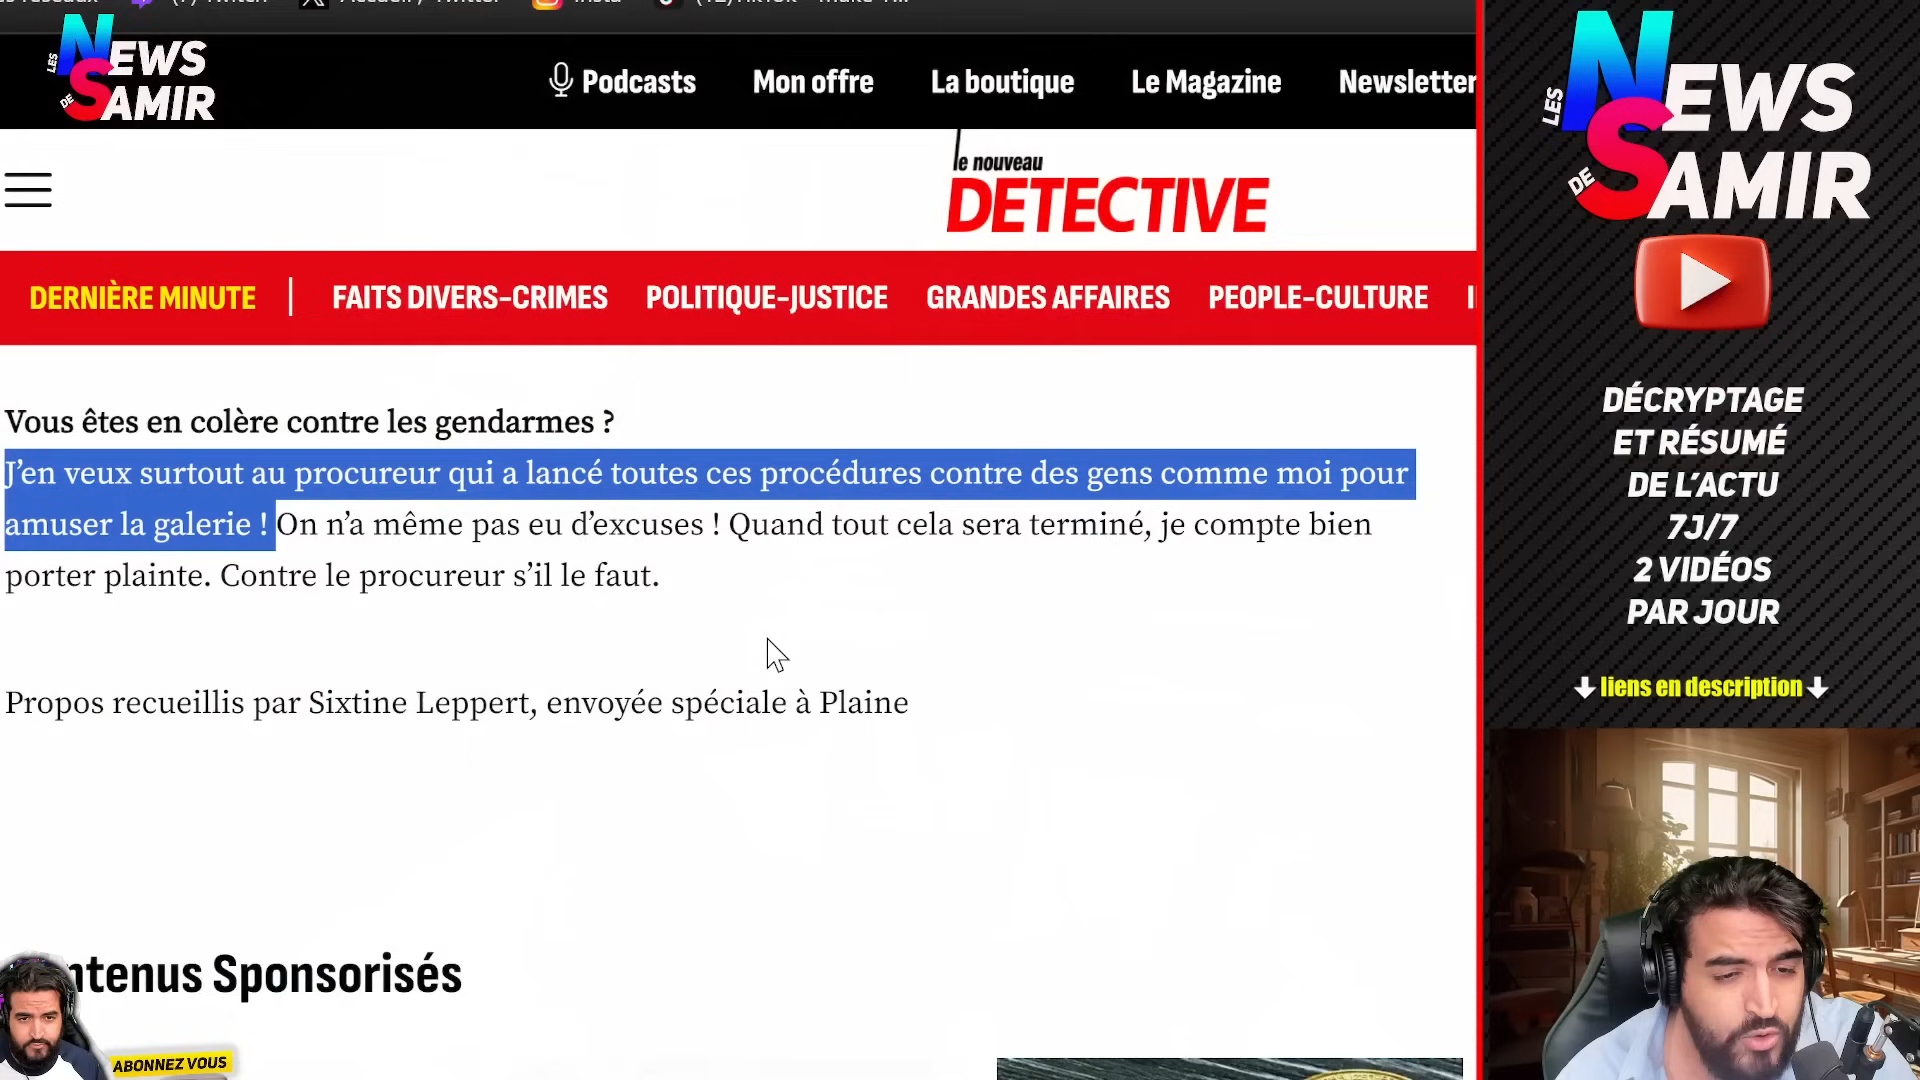 (7) Twitch
Insta
LES NEWS
DE SAMIR
Podcasts
Mon offre
La boutique
Le Magazine
Newsletter
le nouveau
DETECTIVE
DERNIÈRE MINUTE
FAITS DIVERS-CRIMES
POLITIQUE-JUSTICE
GRANDES AFFAIRES
PEOPLE-CULTURE
Vous êtes en colère contre les gendarmes ?
J’en veux surtout au procureur qui a lancé toutes ces procédures contre des gens comme moi pour
amuser la galerie ! On n’a même pas eu d’excuses ! Quand tout cela sera terminé, je compte bien
porter plainte. Contre le procureur s’il le faut.
Propos recueillis par Sixtine Leppert, envoyée spéciale à Plaine
ntenus Sponsorisés
ABONNEZ VOUS
LES NEWS
DE SAMIR
DÉCRYPTAGE
ET RÉSUMÉ
DE L’ACTU
7J/7
2 VIDÉOS
PAR JOUR
liens en description